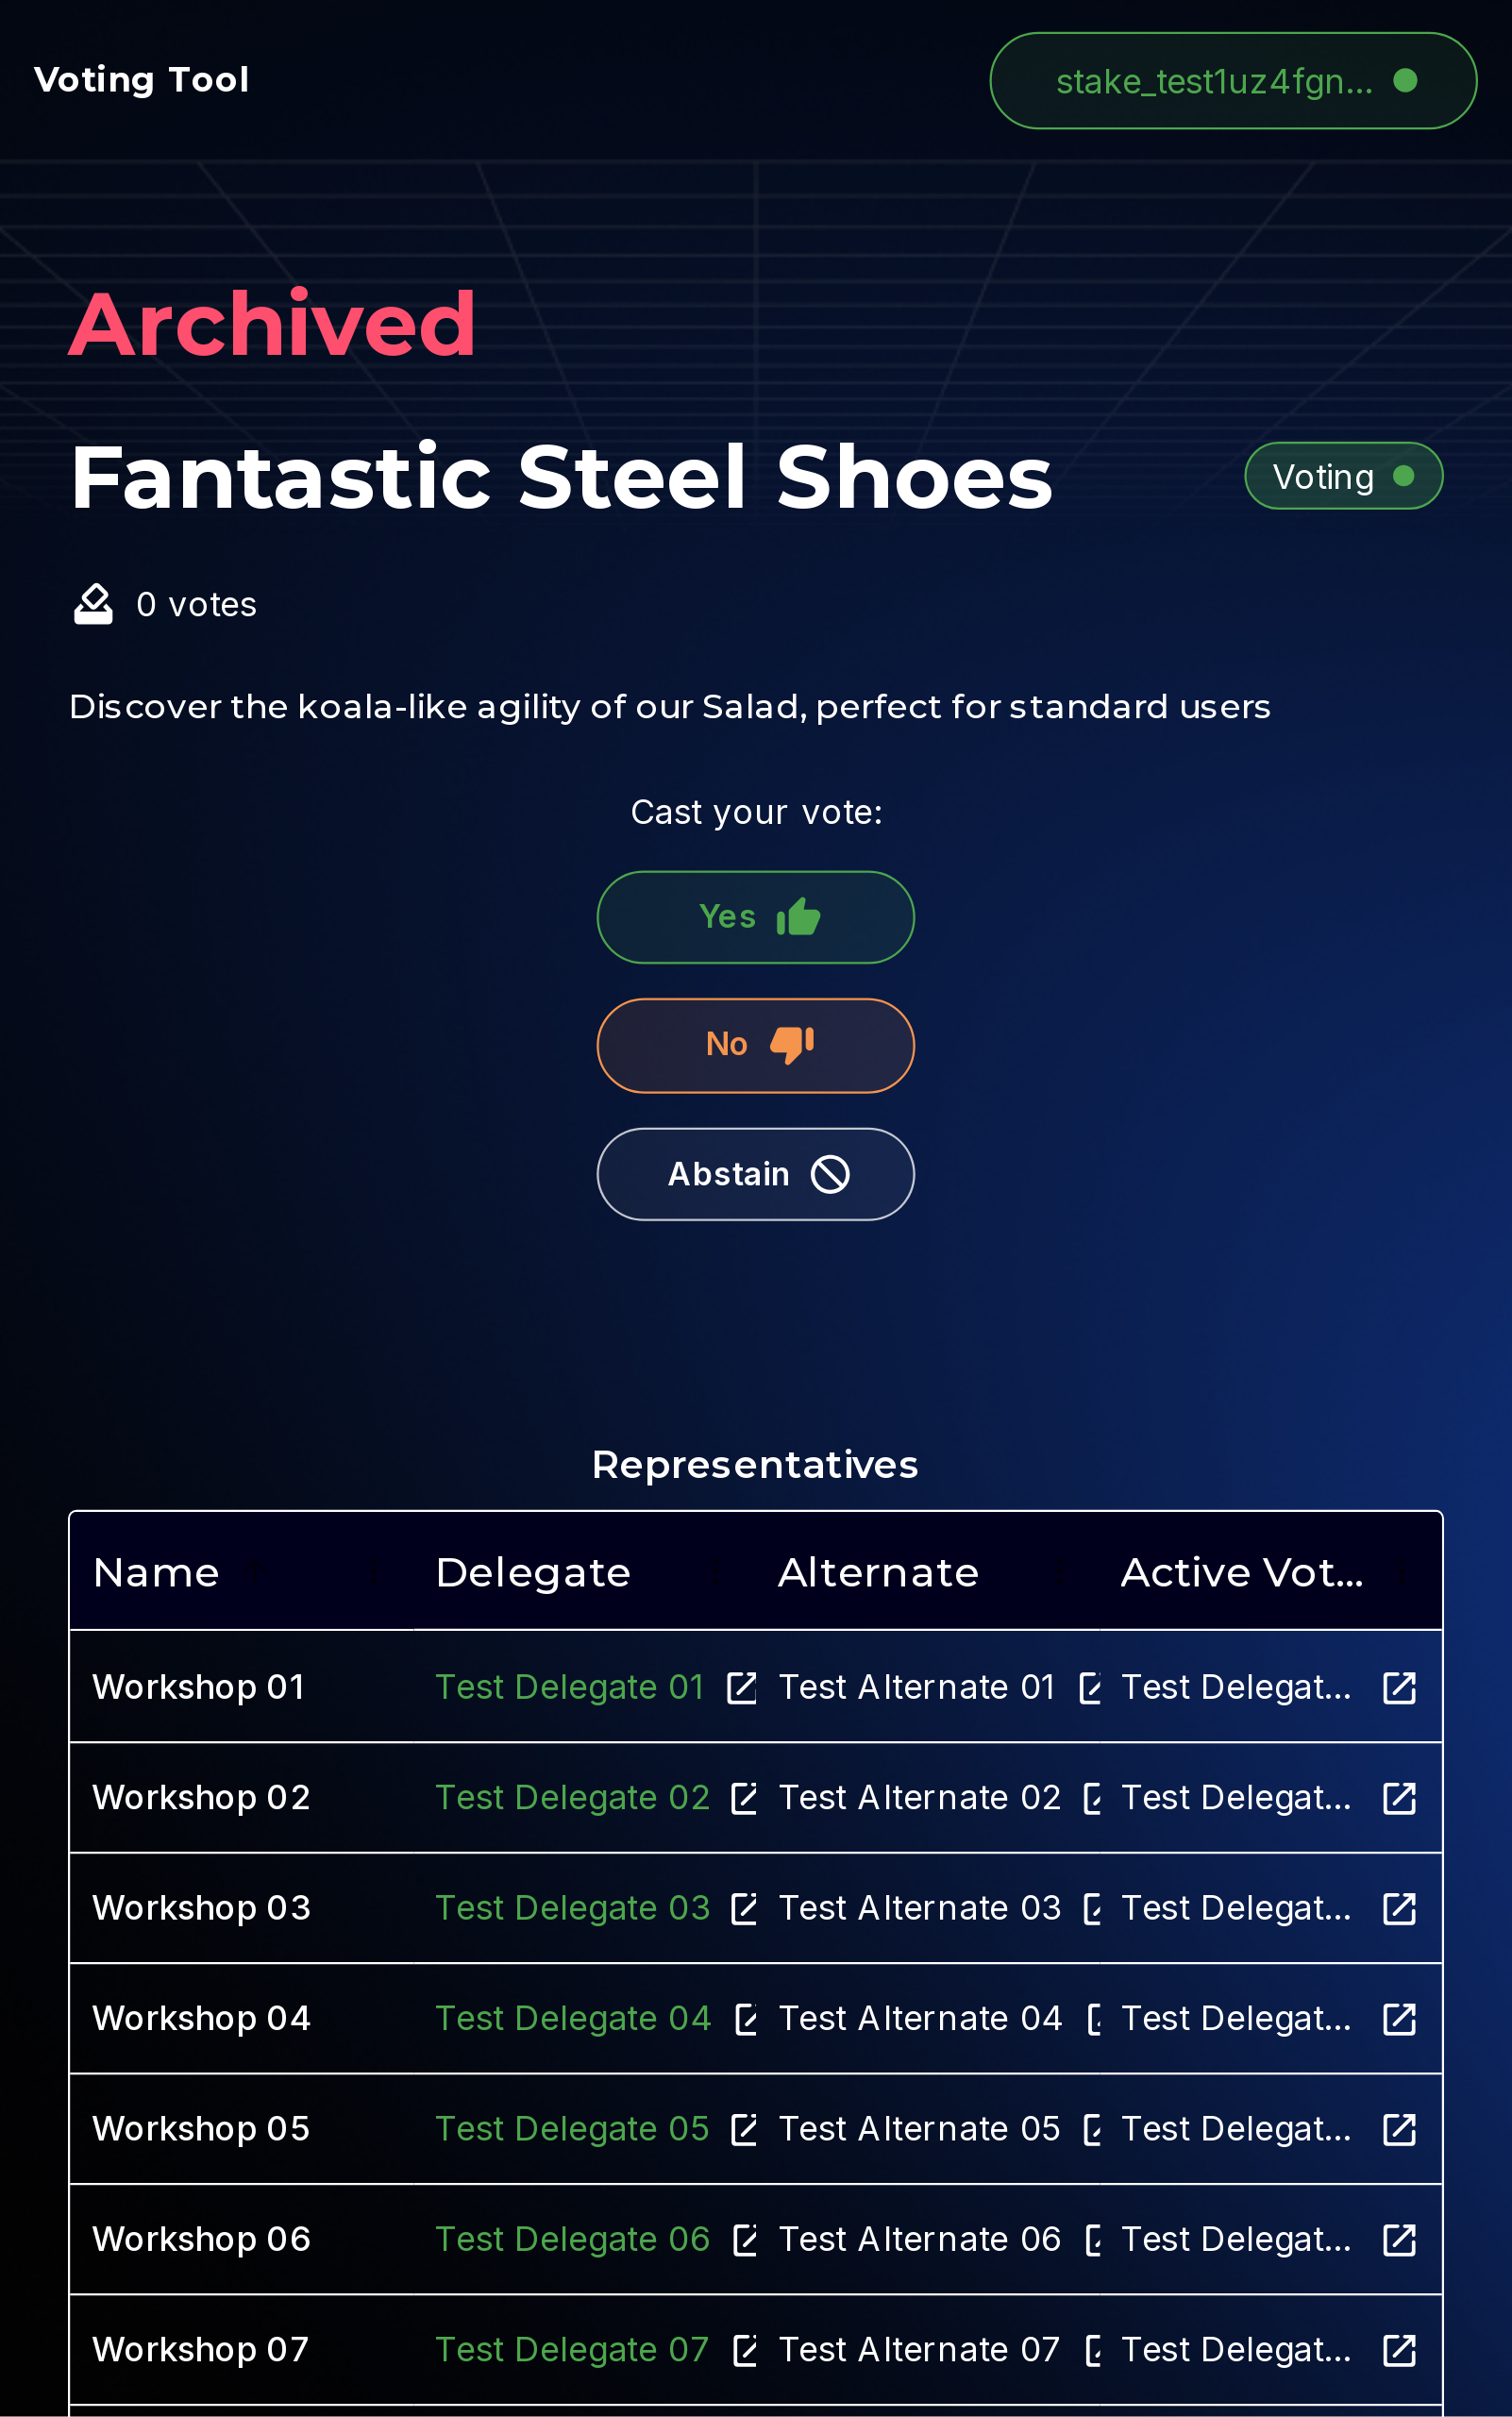 Voting Tool
stake_test1uz4fgn...
Archived
Fantastic Steel Shoes
Voting
0 votes
Discover the koala-like agility of our Salad, perfect for standard users
Cast your vote:
Yes
No
Abstain
Representatives
Name Delegate Alternate Active Vot...
Workshop 01 Test Delegate 01 Test Alternate 01 Test Delegat...
Workshop 02 Test Delegate 02 Test Alternate 02 Test Delegat...
Workshop 03 Test Delegate 03 Test Alternate 03 Test Delegat...
Workshop 04 Test Delegate 04 Test Alternate 04 Test Delegat...
Workshop 05 Test Delegate 05 Test Alternate 05 Test Delegat...
Workshop 06 Test Delegate 06 Test Alternate 06 Test Delegat...
Workshop 07 Test Delegate 07 Test Alternate 07 Test Delegat...